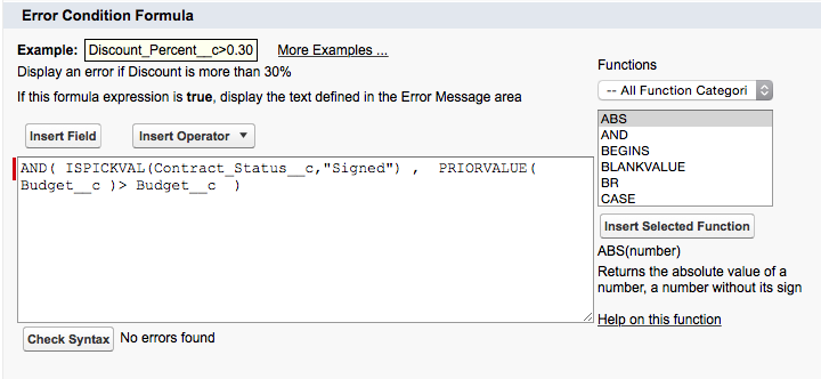 Error Condition Formula
Example: Discount_Percent__c>0.30 More Examples ...
Display an error if Discount is more than 30%
If this formula expression is true, display the text defined in the Error Message area
Insert Field Insert Operator
AND( ISPICKVAL(Contract_Status__c,"Signed") , PRIORVALUE(
Budget__c )> Budget__c )
Check Syntax No errors found
Functions
-- All Function Categori
ABS
AND
BEGINS
BLANKVALUE
BR
CASE
Insert Selected Function
ABS(number)
Returns the absolute value of a
number, a number without its sign
Help on this function